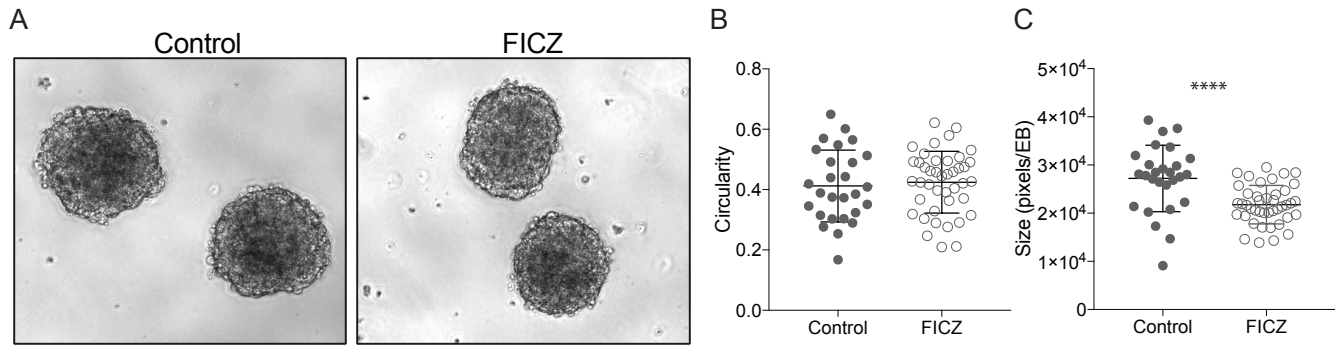 A
Control
FICZ
B
Circularity
0.8
0.6
0.4
0.2
0.0
Control
FICZ
C
Size (pixels/EB)
5×10⁴
4×10⁴
3×10⁴
2×10⁴
1×10⁴
0
****
Control
FICZ